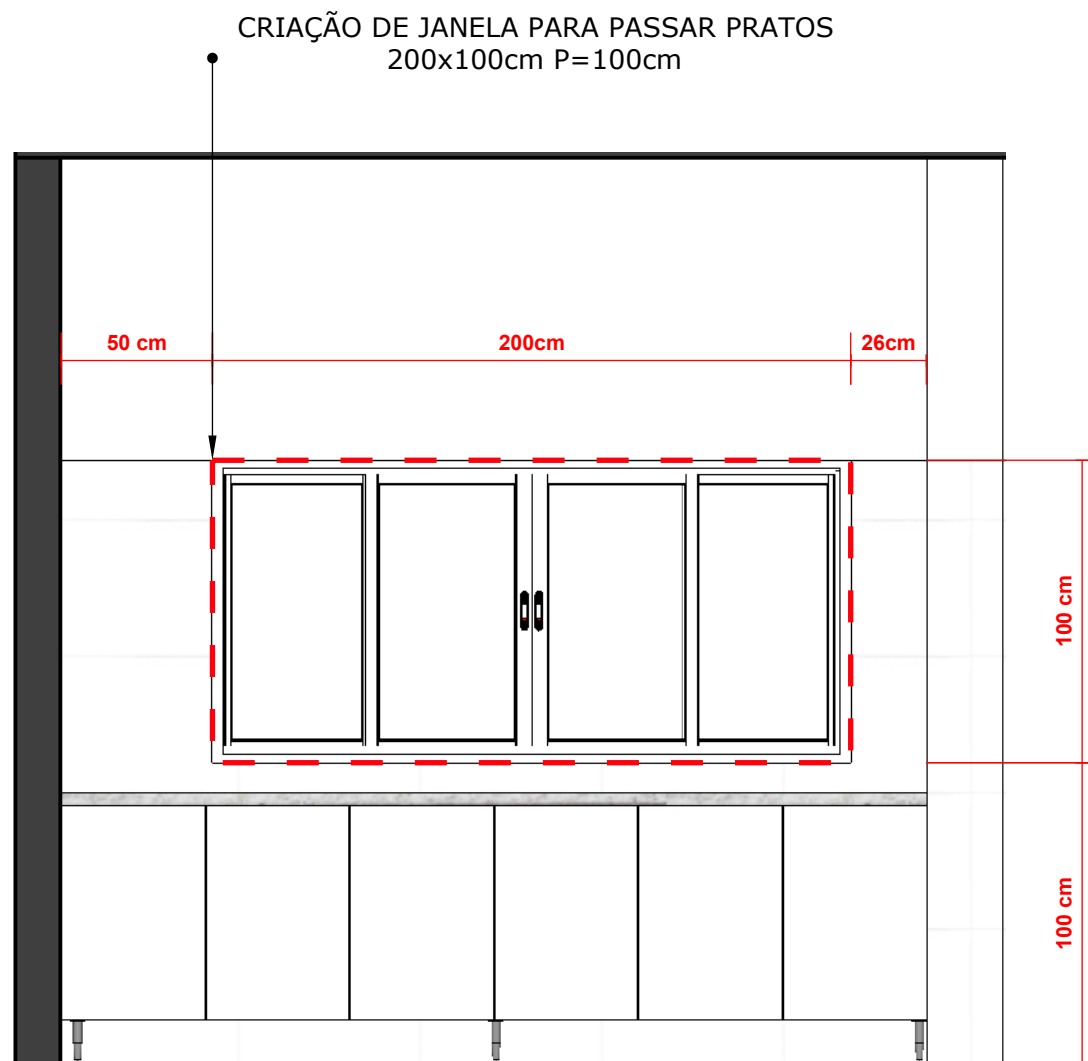 CRIAÇÃO DE JANELA PARA PASSAR PRATOS
200x100cm P=100cm
50 cm
200cm
26cm
100 cm
100 cm